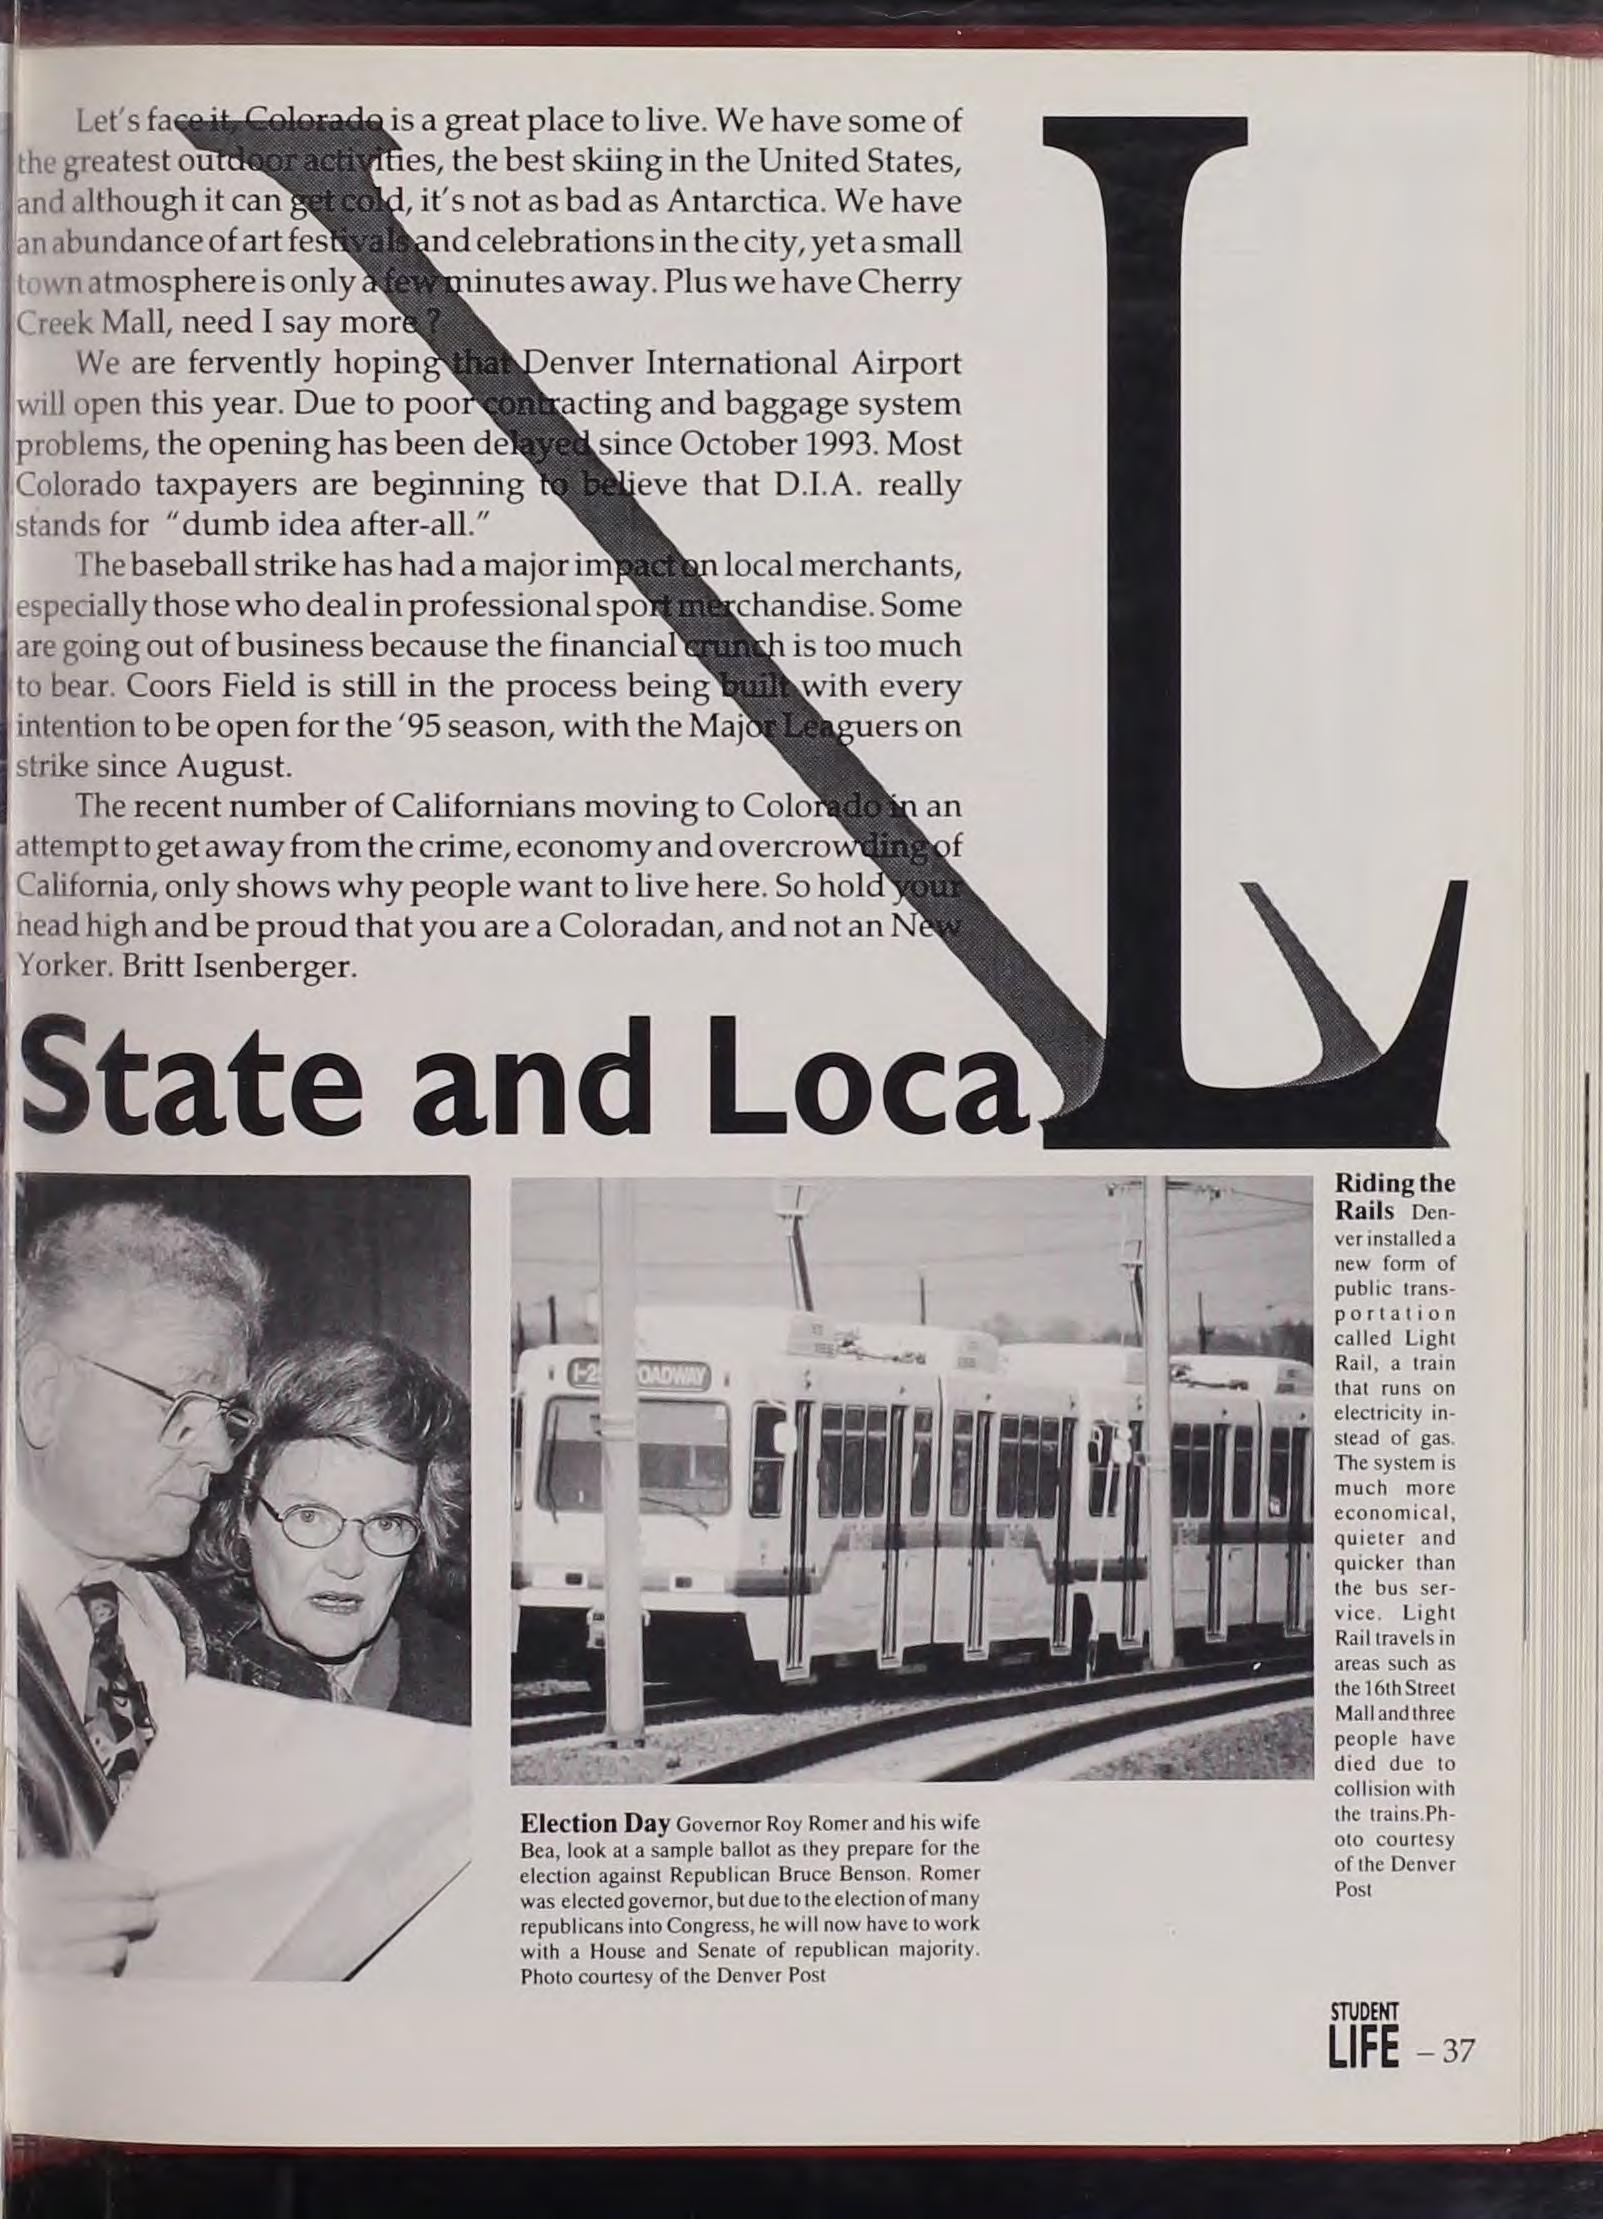 Let's face it, Colorado is a great place to live. We have some of
the greatest outdoor activities, the best skiing in the United States,
and although it can get cold, it's not as bad as Antarctica. We have
an abundance of art festivals and celebrations in the city, yet a small
town atmosphere is only a few minutes away. Plus we have Cherry
Creek Mall, need I say more ?
We are fervently hoping that Denver International Airport
will open this year. Due to poor contracting and baggage system
problems, the opening has been delayed since October 1993. Most
Colorado taxpayers are beginning to believe that D.I.A. really
stands for "dumb idea after-all."
The baseball strike has had a major impact on local merchants,
especially those who deal in professional sport merchandise. Some
are going out of business because the financial crunch is too much
to bear. Coors Field is still in the process being built with every
intention to be open for the '95 season, with the Major Leaguers on
strike since August.
The recent number of Californians moving to Colorado in an
attempt to get away from the crime, economy and overcrowding of
California, only shows why people want to live here. So hold your
head high and be proud that you are a Coloradan, and not an New
Yorker. Britt Isenberger.
State and LocaL
I-25 BROADWAY
Riding the
Rails Den-
ver installed a
new form of
public trans-
portation
called Light
Rail, a train
that runs on
electricity in-
stead of gas.
The system is
much more
economical,
quieter and
quicker than
the bus ser-
vice. Light
Rail travels in
areas such as
the 16th Street
Mall and three
people have
died due to
collision with
the trains.Ph-
oto courtesy
of the Denver
Post
Election Day Governor Roy Romer and his wife
Bea, look at a sample ballot as they prepare for the
election against Republican Bruce Benson. Romer
was elected governor, but due to the election of many
republicans into Congress, he will now have to work
with a House and Senate of republican majority.
Photo courtesy of the Denver Post
STUDENT
LIFE – 37